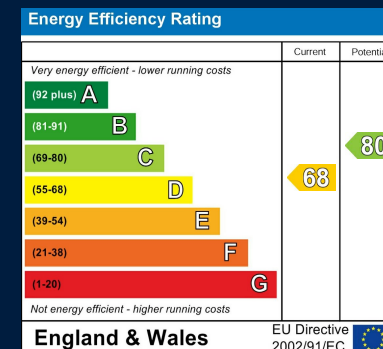 Energy Efficiency Rating
Current
Very energy efficient - lower running costs
(92 plus) A
(81-91) B
(69-80) C
80
(55-68) D
68
(39-54) E
(21-38) F
(1-20) G
Not energy efficient - higher running costs
England & Wales
EU Directive
2002/91/EC